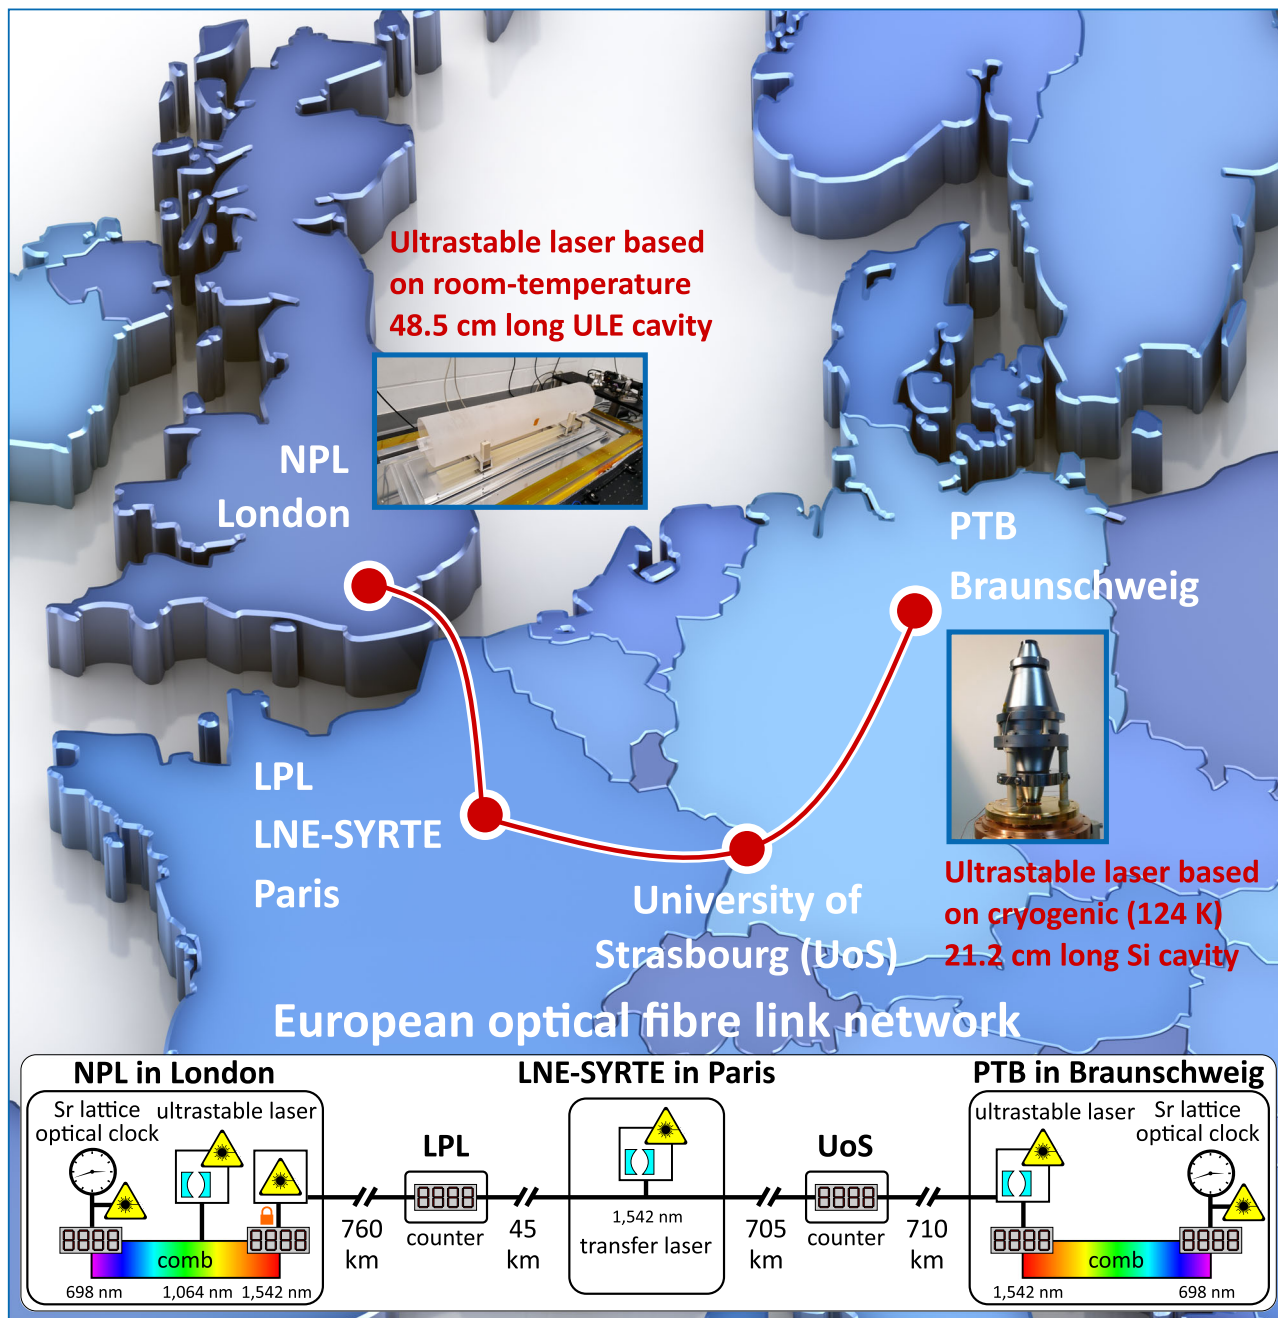 Ultrastable laser based
on room-temperature
48.5 cm long ULE cavity
NPL
London
PTB
Braunschweig
LPL
LNE-SYRTE
Paris
University of
Strasbourg (UoS)
Ultrastable laser based
on cryogenic (124 K)
21.2 cm long Si cavity
European optical fibre link network
NPL in London
LNE-SYRTE in Paris
PTB in Braunschweig
Sr lattice
optical clock
ultrastable laser
comb
698 nm
1,064 nm
1,542 nm
760
km
LPL
8888
counter
45
km
1,542 nm
transfer laser
705
km
UoS
8888
counter
710
km
ultrastable laser
Sr lattice
optical clock
8888
8888
comb
1,542 nm
698 nm
8888
8888